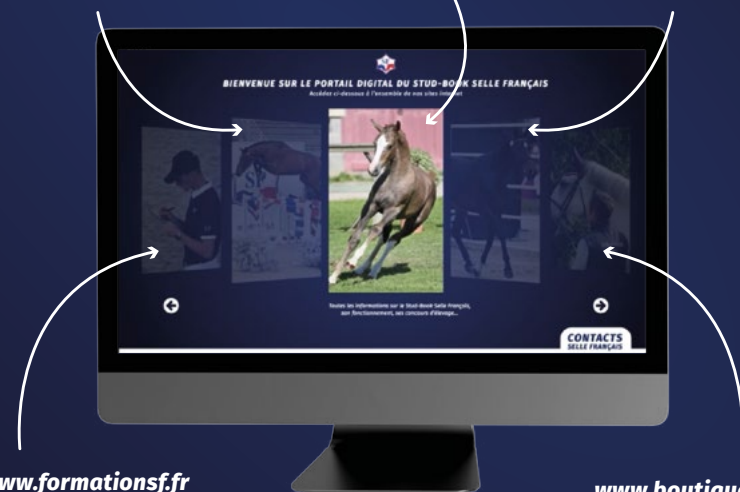 BIENVENUE SUR LE PORTAIL DIGITAL DU STUD-BOOK SELLE FRANÇAIS
Accédez ci-dessous à l'ensemble de nos sites internet
Toutes les informations sur le Stud-Book Selle Français,
son fonctionnement, ses concours d'élevage...
CONTACTS
SELLE FRANÇAIS
ww.formationsf.fr
www.boutique